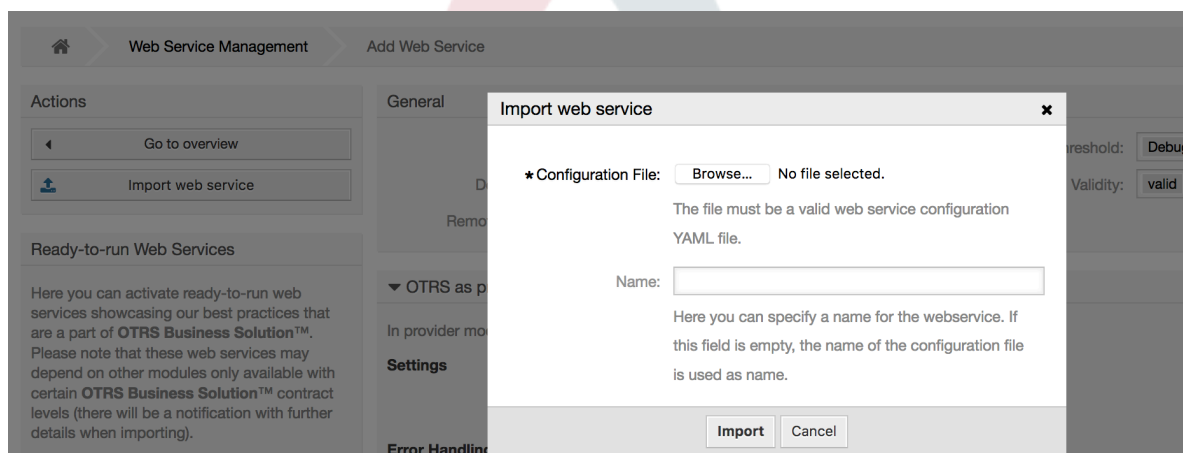 Web Service Management
Add Web Service
Actions
Go to overview
Import web service
Ready-to-run Web Services
Here you can activate ready-to-run web
services showcasing our best practices that
are a part of OTRS Business Solution™.
Please note that these web services may
depend on other modules only available with
certain OTRS Business Solution™ contract
levels (there will be a notification with further
details when importing).
General
Remo
OTRS as p
In provider mo
Settings
Error Handling
reshold:
Debug
Validity:
valid
Import web service
* Configuration File:
Browse...
No file selected.
The file must be a valid web service configuration
YAML file.
Name:
Here you can specify a name for the webservice. If
this field is empty, the name of the configuration file
is used as name.
Import
Cancel